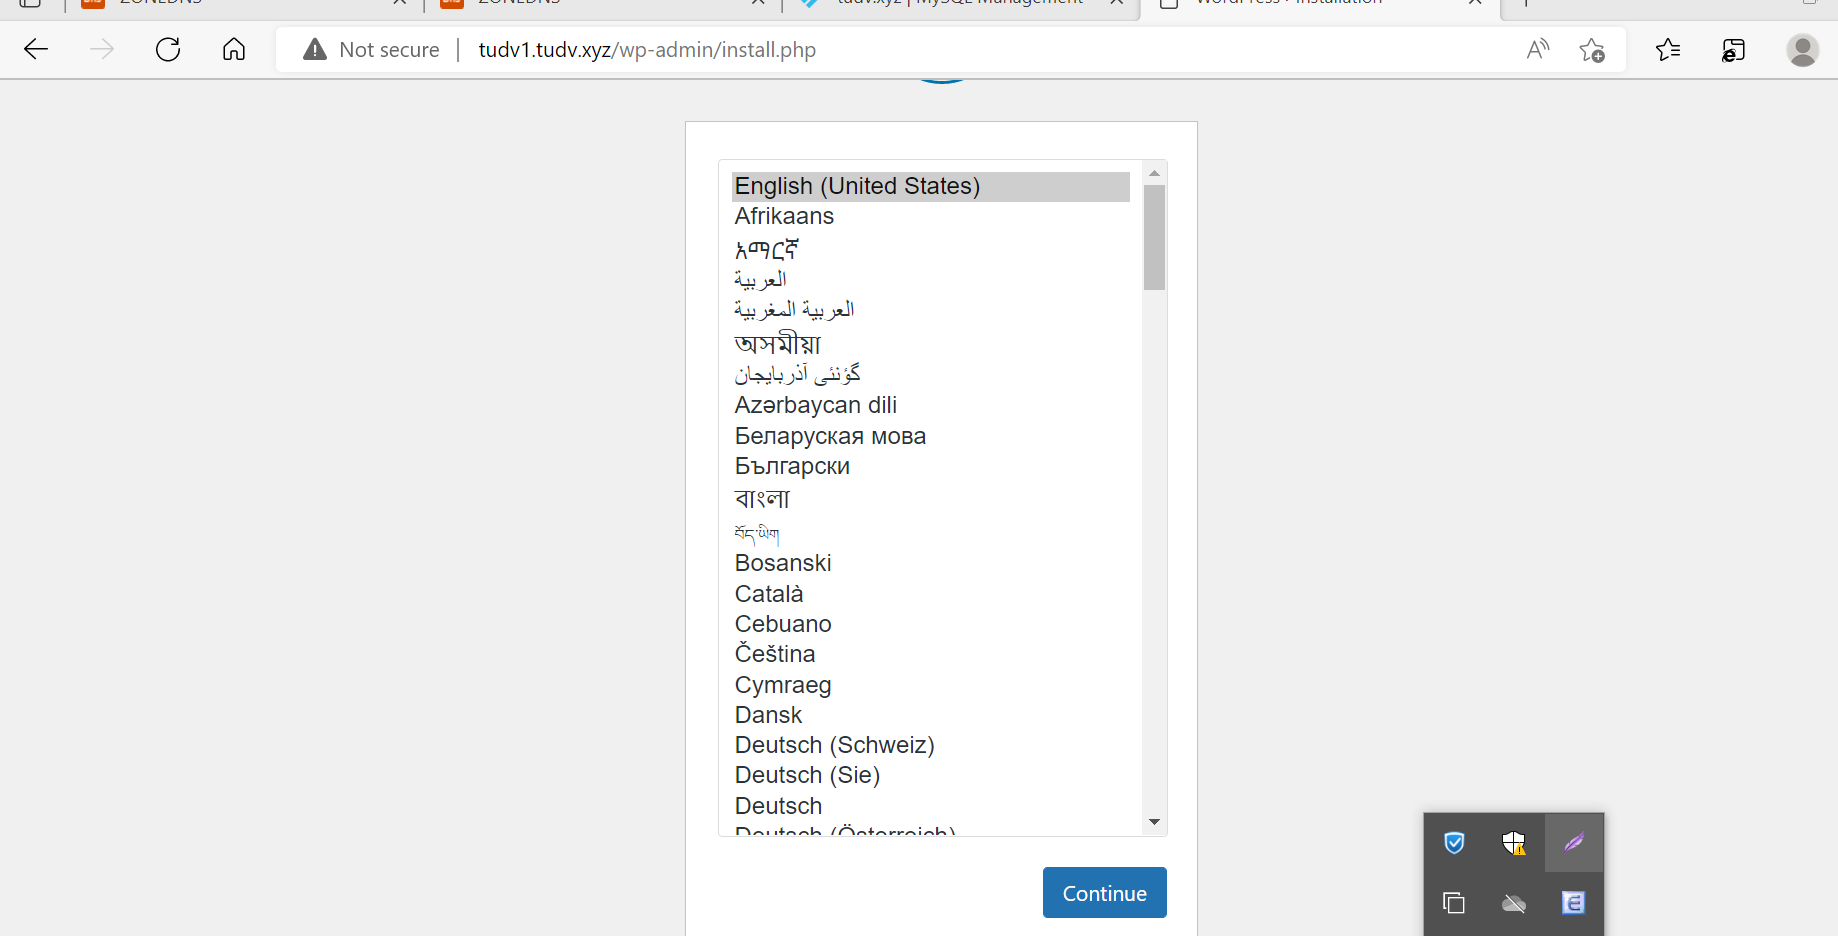 ZONEDNS
ZONEDNS
tudv.xyz | MySQL Management
WordPress › Installation
Not secure
tudv1.tudv.xyz/wp-admin/install.php
English (United States)
Afrikaans
አማርኛ
العربية
العربية المغربية
অসমীয়া
گؤنئی آذربایجان
Azərbaycan dili
Беларуская мова
Български
বাংলা
བོད་ཡིག
Bosanski
Català
Cebuano
Čeština
Cymraeg
Dansk
Deutsch (Schweiz)
Deutsch (Sie)
Deutsch
Deutsch (Österreich)
Continue